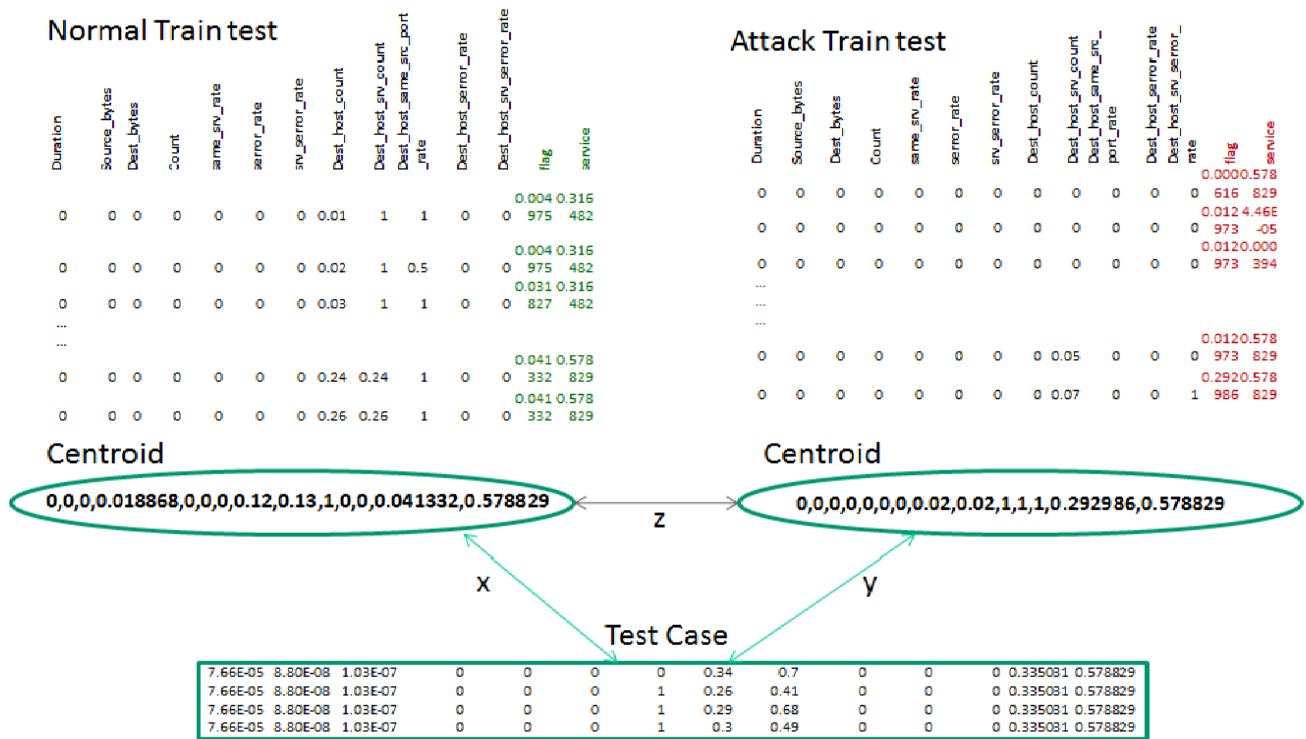 Normal Train test
Duration
Source_bytes
Dest_bytes
Count
same_srv_rate
serror_rate
srv_serror_rate
Dest_host_count
Dest_host_srv_count
Dest_host_same_src_port
_rate
Dest_host_serror_rate
Dest_host_srv_serror_rate
flag
service
0.004 0.316
0 0 0 0 0 0 0 0.01 1 1 0 0 975 482
0.004 0.316
0 0 0 0 0 0 0 0.02 1 0.5 0 0 975 482
0.031 0.316
0 0 0 0 0 0 0 0.03 1 1 0 0 827 482
...
...
0.041 0.578
0 0 0 0 0 0 0 0.24 0.24 1 0 0 332 829
0.041 0.578
0 0 0 0 0 0 0 0.26 0.26 1 0 0 332 829
Attack Train test
Duration
Source_bytes
Dest_bytes
Count
same_srv_rate
serror_rate
srv_serror_rate
Dest_host_count
Dest_host_srv_count
Dest_host_same_src_
port_rate
Dest_host_serror_rate
Dest_host_srv_serror_
rate
flag
service
0.000 0.578
0 0 0 0 0 0 0 0 0 0 0 0 616 829
0.012 4.46E
0 0 0 0 0 0 0 0 0 0 0 0 973 -05
0.012 0.000
0 0 0 0 0 0 0 0 0 0 0 0 973 394
...
...
...
0.012 0.578
0 0 0 0 0 0 0 0 0.05 0 0 0 973 829
0.292 0.578
0 0 0 0 0 0 0 0 0.07 0 0 1 986 829
Centroid
0,0,0,0.018868,0,0,0,0.12,0.13,1,0,0,0.041332,0.578829
Centroid
0,0,0,0,0,0,0,0.02,0.02,1,1,1,0.292986,0.578829
z
x
y
Test Case
7.66E-05 8.80E-08 1.03E-07 0 0 0 0 0.34 0.7 0 0 0 0.335031 0.578829
7.66E-05 8.80E-08 1.03E-07 0 0 0 1 0.26 0.41 0 0 0 0.335031 0.578829
7.66E-05 8.80E-08 1.03E-07 0 0 0 1 0.29 0.68 0 0 0 0.335031 0.578829
7.66E-05 8.80E-08 1.03E-07 0 0 0 1 0.3 0.49 0 0 0 0.335031 0.578829